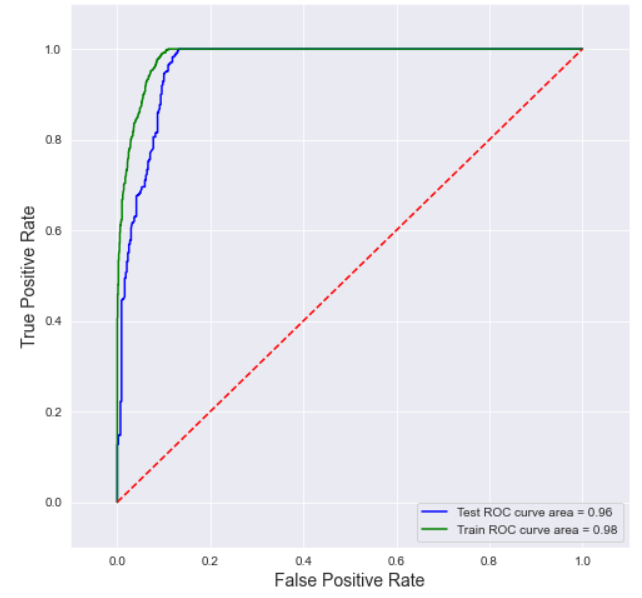 True Positive Rate
1.0
0.8
0.6
0.4
0.2
0.0
0.0 0.2 0.4 0.6 0.8 1.0
False Positive Rate
Test ROC curve area = 0.96
Train ROC curve area = 0.98